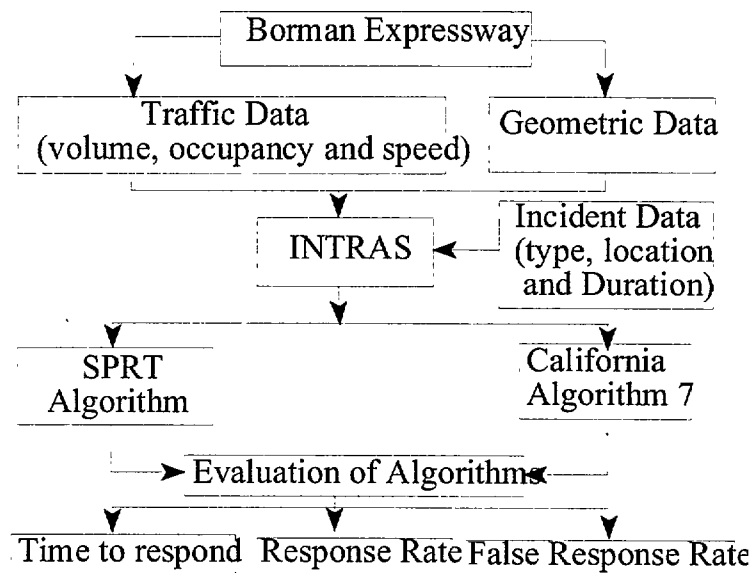 Borman Expressway
Traffic Data
(volume, occupancy and speed)
Geometric Data
INTRAS
Incident Data
(type, location
and Duration)
SPRT
Algorithm
California
Algorithm 7
Evaluation of Algorithms
Time to respond
Response Rate
False Response Rate